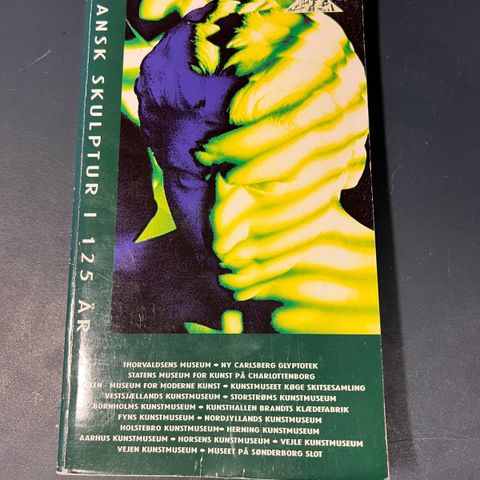 ANSK SKULPTUR I 125 ÅR
THORVALDSENS MUSEUM • NY CARLSBERG GLYPTOTEK
STATENS MUSEUM FOR KUNST PÅ CHARLOTTENBORG
KEN - MUSEUM FOR MODERNE KUNST • KUNSTMUSEET KØGE SKITSESAMLING
VESTSJÆLLANDS KUNSTMUSEUM • STORSTRØMS KUNSTMUSEUM
BORNHOLMS KUNSTMUSEUM • KUNSTHALLEN BRANDTS KLÆDEFABRIK
FYNS KUNSTMUSEUM • NORDJYLLANDS KUNSTMUSEUM
HOLSTEBRO KUNSTMUSEUM• HERNING KUNSTMUSEUM
AARHUS KUNSTMUSEUM • HORSENS KUNSTMUSEUM • VEJLE KUNSTMUSEUM
VEJEN KUNSTMUSEUM • MUSEET PÅ SØNDERBORG SLOT